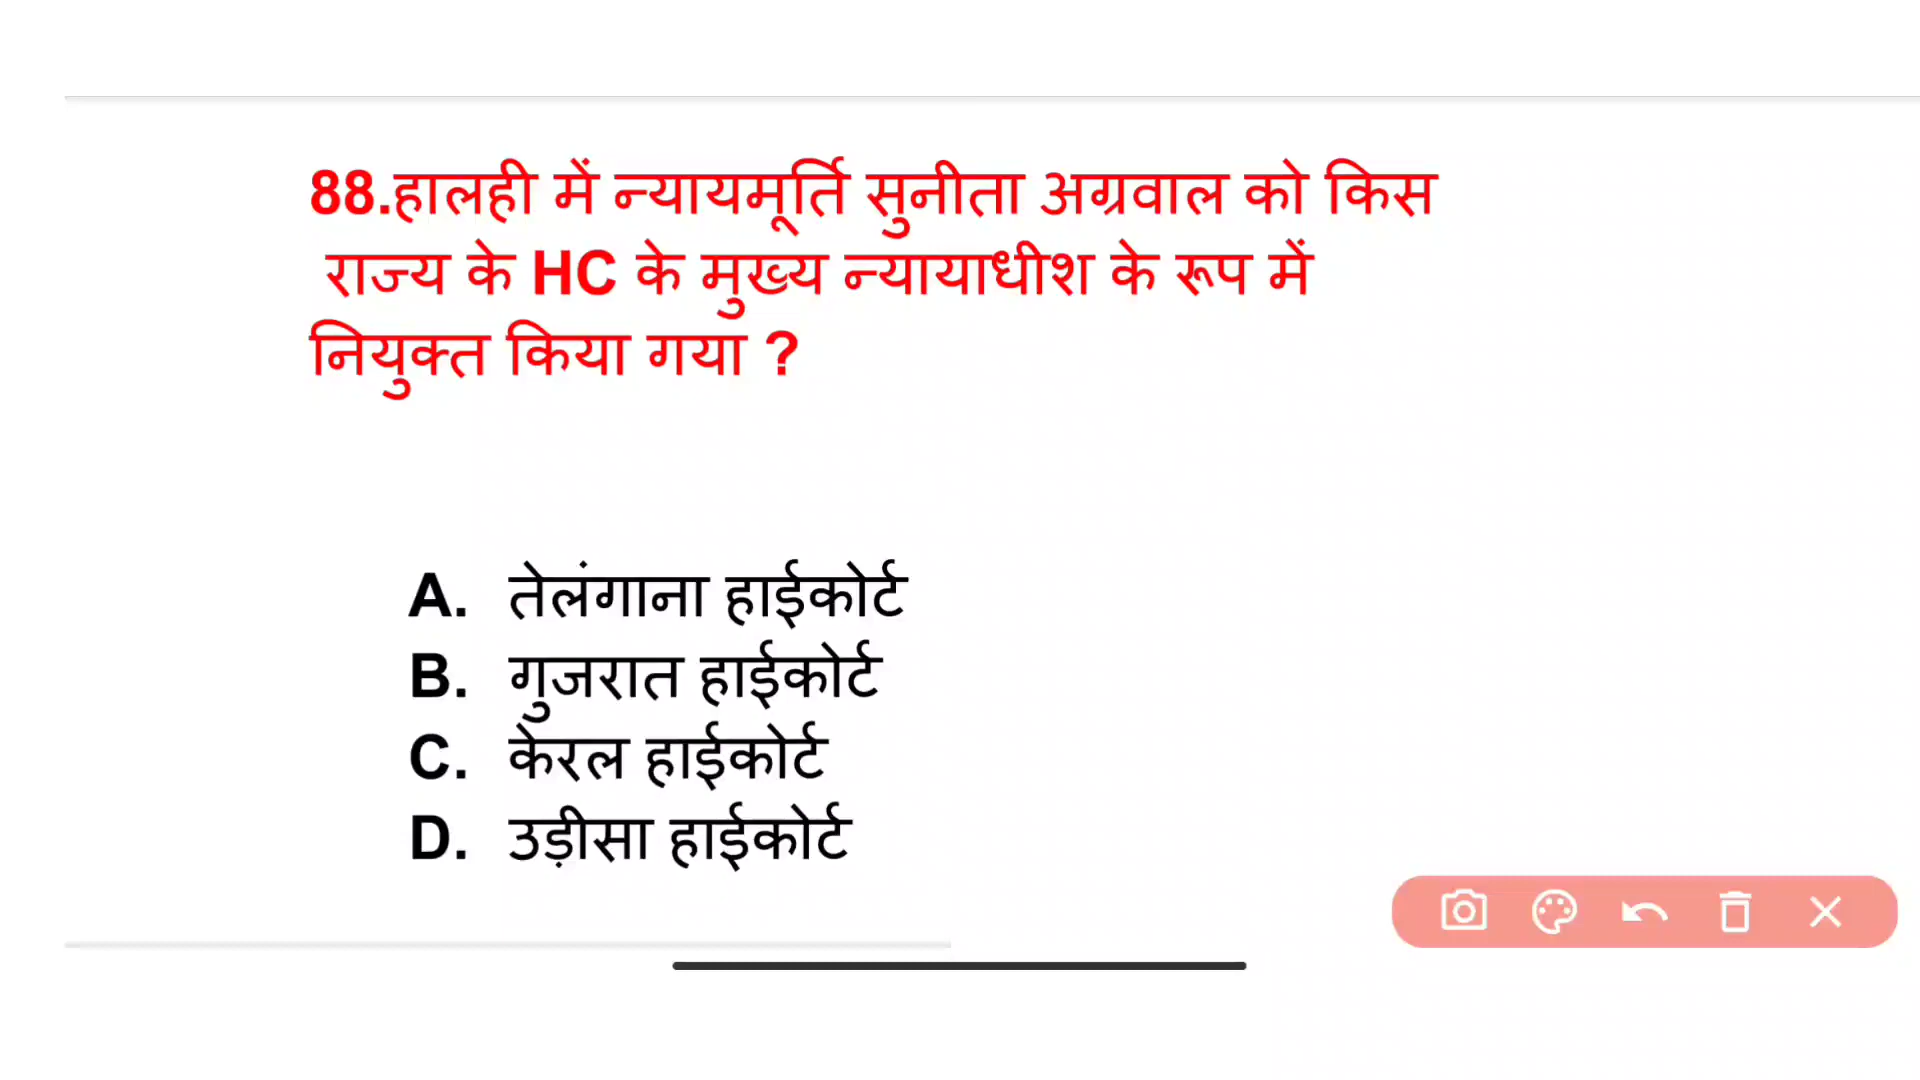 88.हालही में न्यायमूर्ति सुनीता अग्रवाल को किस
राज्य के HC के मुख्य न्यायाधीश के रूप में
नियुक्त किया गया ?
A. तेलंगाना हाईकोर्ट
B. गुजरात हाईकोर्ट
C. केरल हाईकोर्ट
D. उड़ीसा हाईकोर्ट